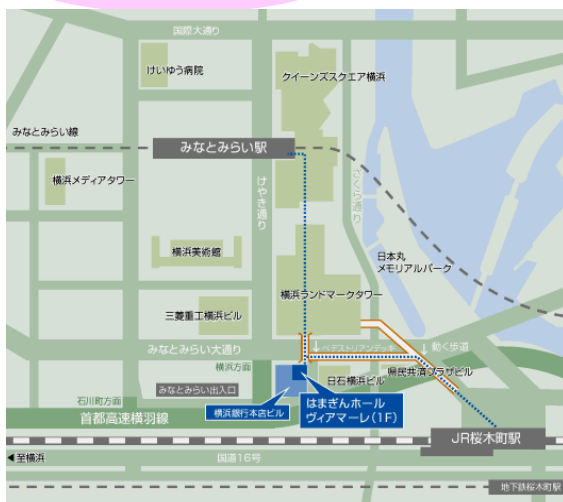 国際大通り
けいゆう病院
クイーンズスクエア横浜
みなとみらい線
みなとみらい駅
横浜メディアタワー
けやき通り
さくら通り
横浜美術館
日本丸
メモリアルパーク
横浜ランドマークタワー
三菱重工横浜ビル
みなとみらい大通り
↓ペデストリアンデッキ
↓動く歩道
横浜方面
県民共済プラザビル
日石横浜ビル
みなとみらい出入口
はまぎんホール
ヴィアマーレ(1F)
石川町方面
横浜銀行本店ビル
首都高速横羽線
JR桜木町駅
◀至横浜
国道16号
地下鉄桜木町駅